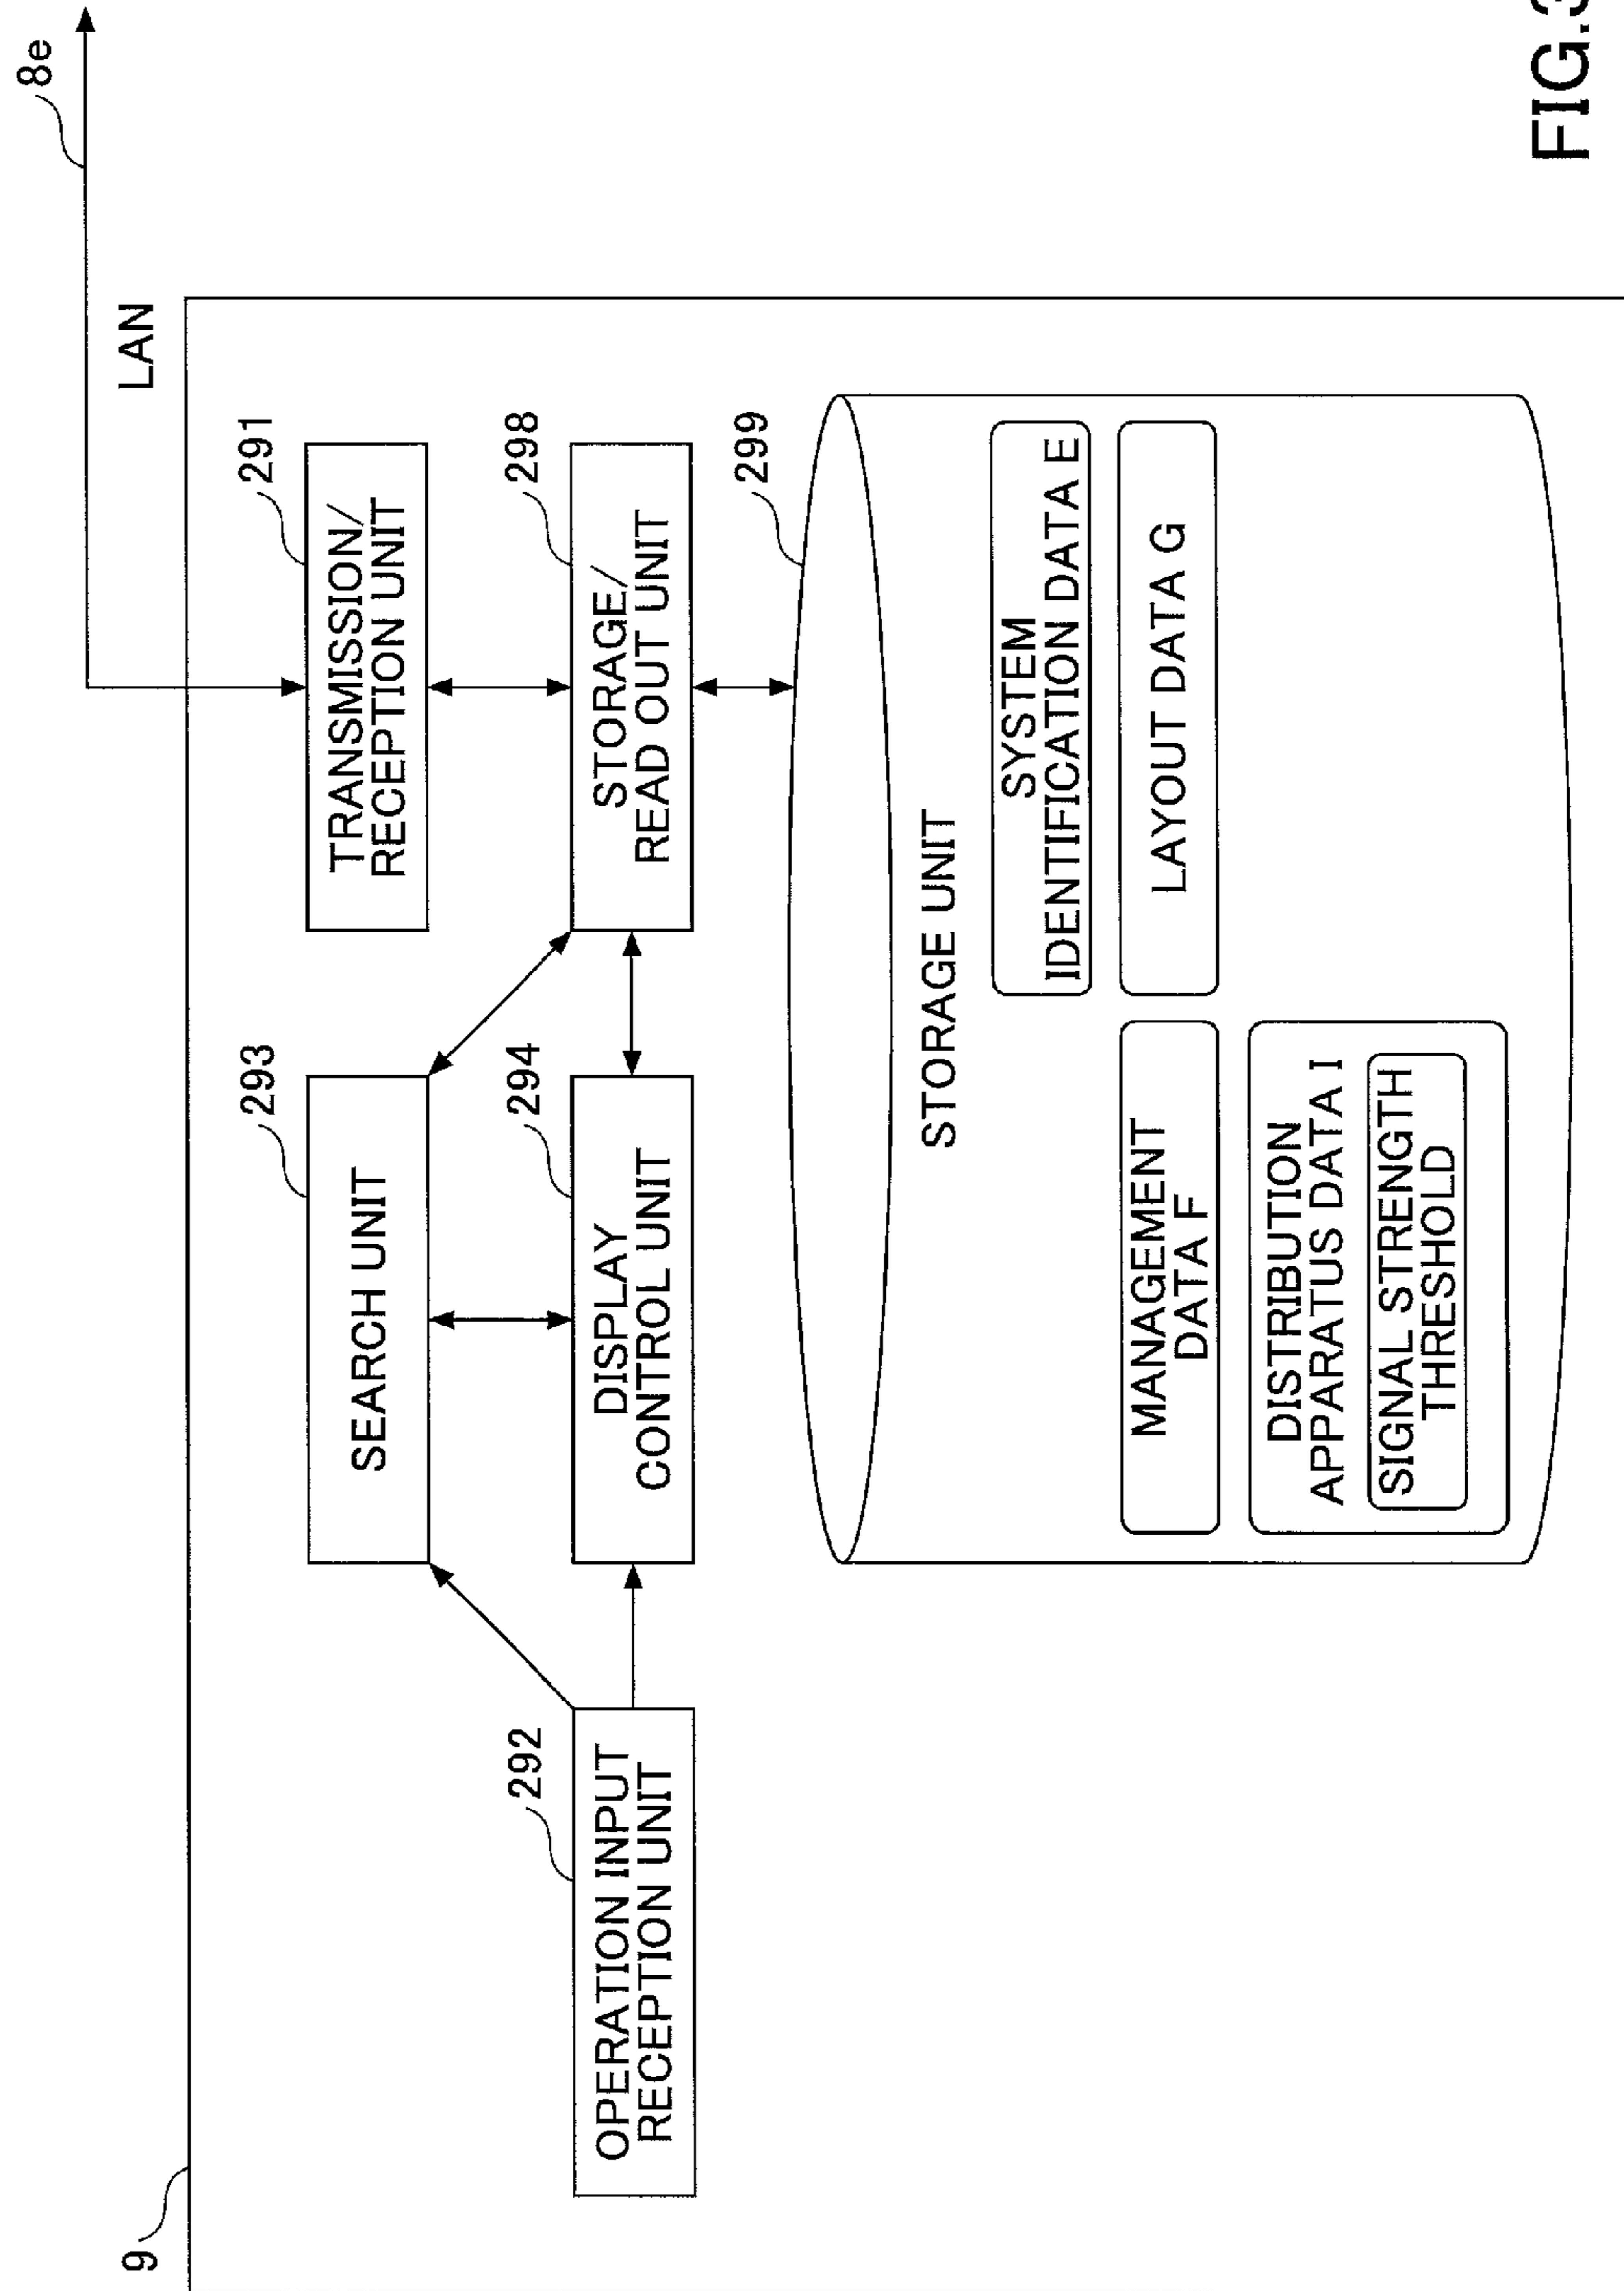 8e
LAN
9
293
291
SEARCH UNIT
TRANSMISSION/
RECEPTION UNIT
292
294
298
OPERATION INPUT
RECEPTION UNIT
DISPLAY
CONTROL UNIT
STORAGE/
READ OUT UNIT
299
STORAGE UNIT
SYSTEM
IDENTIFICATION DATA E
MANAGEMENT
DATA F
LAYOUT DATA G
DISTRIBUTION
APPARATUS DATA I
SIGNAL STRENGTH
THRESHOLD